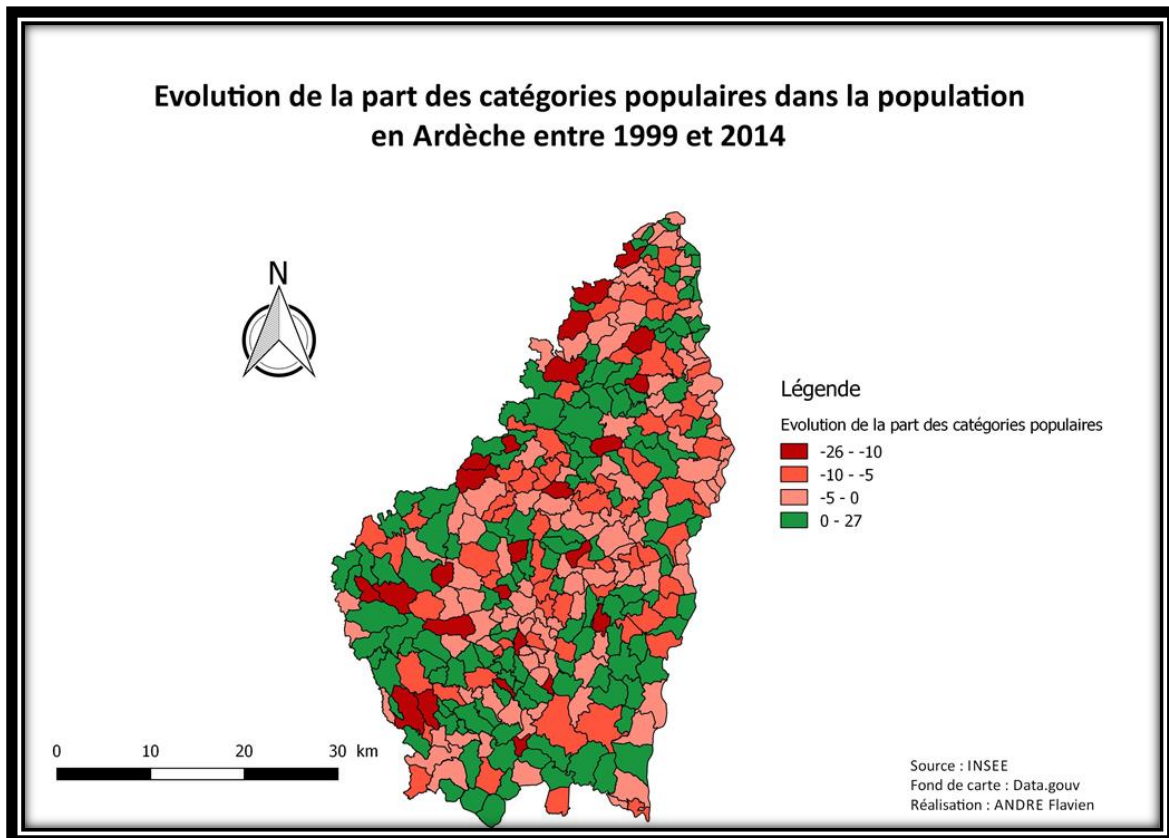 Evolution de la part des catégories populaires dans la population
en Ardèche entre 1999 et 2014
N
Légende
Evolution de la part des catégories populaires
-26 - -10
-10 - -5
-5 - 0
0 - 27
0 10 20 30 km
Source : INSEE
Fond de carte : Data.gouv
Réalisation : ANDRE Flavien